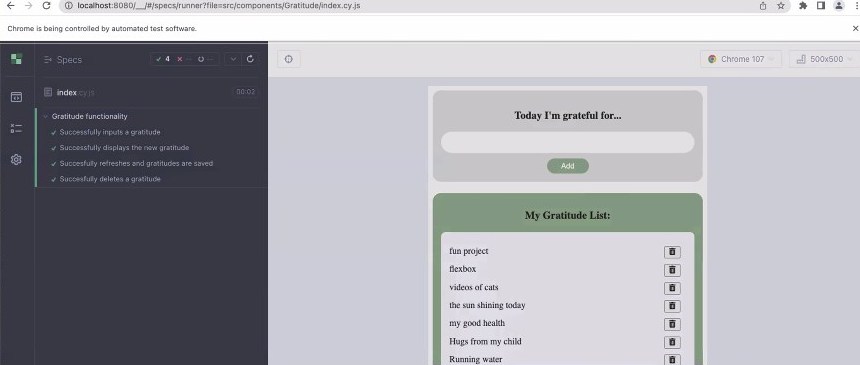 localhost:8080/__/#/specs/runner?file=src/components/Gratitude/index.cy.js
Chrome is being controlled by automated test software.
Specs
4
index.cy.js
00:02
Gratitude functionality
Successfully inputs a gratitude
Successfully displays the new gratitude
Succesfully refreshes and gratitudes are saved
Succesfully deletes a gratitude
Chrome 107
500x500
Today I'm grateful for...
Add
My Gratitude List:
fun project
flexbox
videos of cats
the sun shining today
my good health
Hugs from my child
Running water